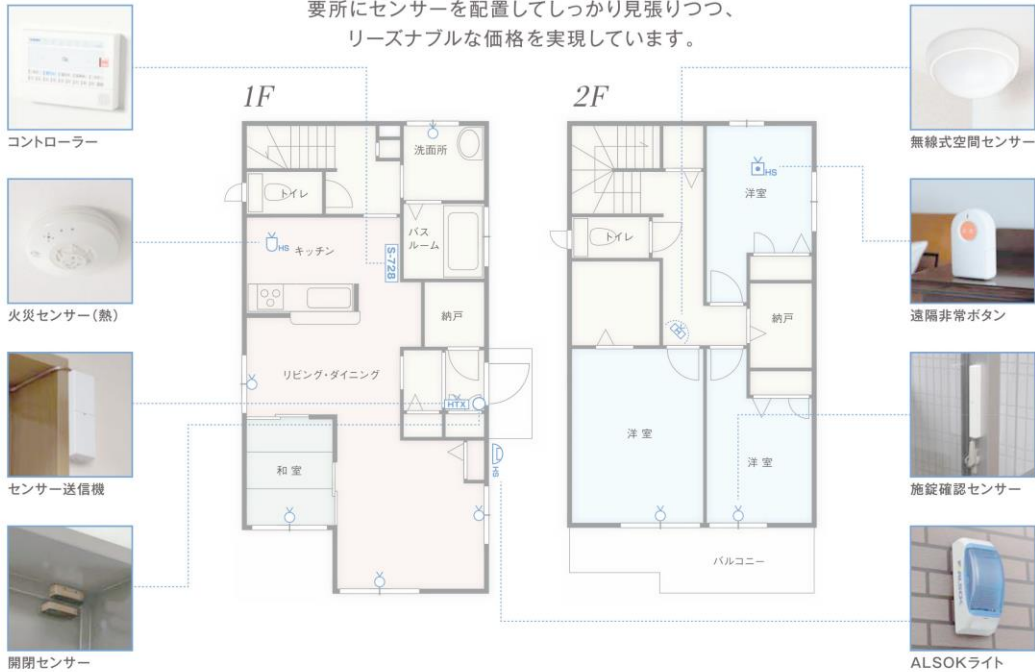 要所にセンサーを配置してしっかり見張りつつ、
リーズナブルな価格を実現しています。
コントローラー
火災センサー(熱)
センサー送信機
開閉センサー
1F
洗面所
トイレ
バス
ルーム
HS
キッチン
S-728
納戸
リビング・ダイニング
HTX
和室
HS
2F
HS
洋室
トイレ
納戸
洋室
洋室
バルコニー
無線式空間センサー
遠隔非常ボタン
施錠確認センサー
ALSOK
ALSOKライト